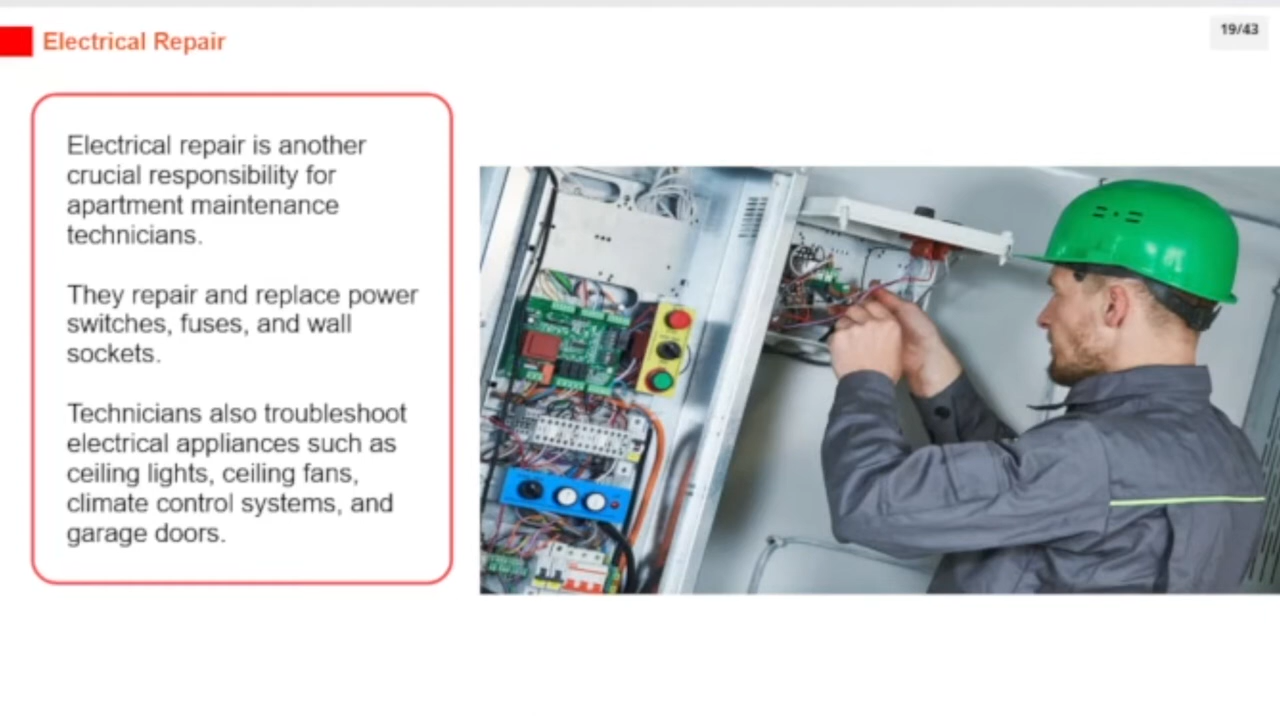 Electrical Repair
19/43
Electrical repair is another
crucial responsibility for
apartment maintenance
technicians.
They repair and replace power
switches, fuses, and wall
sockets.
Technicians also troubleshoot
electrical appliances such as
ceiling lights, ceiling fans,
climate control systems, and
garage doors.